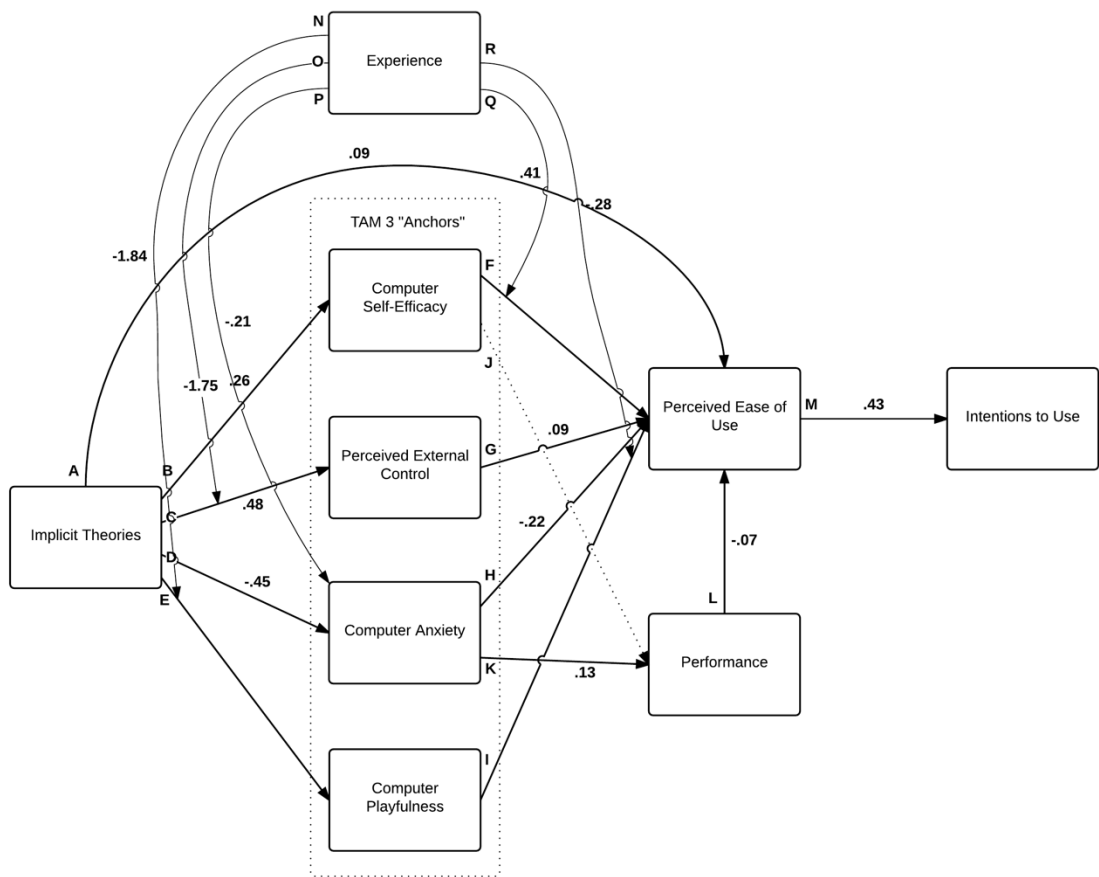 N
O
P
Experience
R
Q
.09
.41
-.28
TAM 3 "Anchors"
-1.84
Computer
Self-Efficacy
F
J
-.21
-1.75
.26
Perceived Ease of
Use
M
.43
Intentions to Use
A
B
C
D
E
.48
Perceived External
Control
G
.09
Implicit Theories
-.45
-.22
H
Computer Anxiety
K
.13
-.07
L
Performance
I
Computer
Playfulness